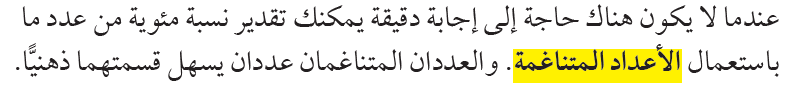 عندما لا يكون هناك حاجة إلى إجابة دقيقة يمكنك تقدير نسبة مئوية من عدد ما
باستعمال الأعداد المتناغمة. والعددان المتناغمان عددان يسهل قسمتهما ذهنيًّا.